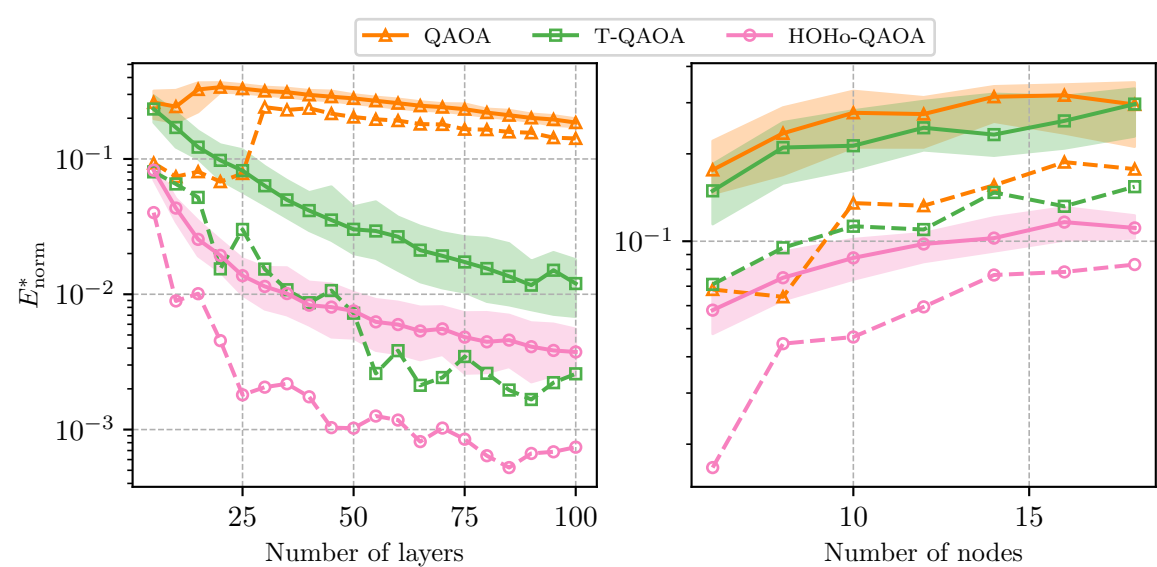 QAOA T-QAOA HOHo-QAOA
E*norm
10−1
10−2
10−3
25 50 75 100
Number of layers
10−1
10 15
Number of nodes